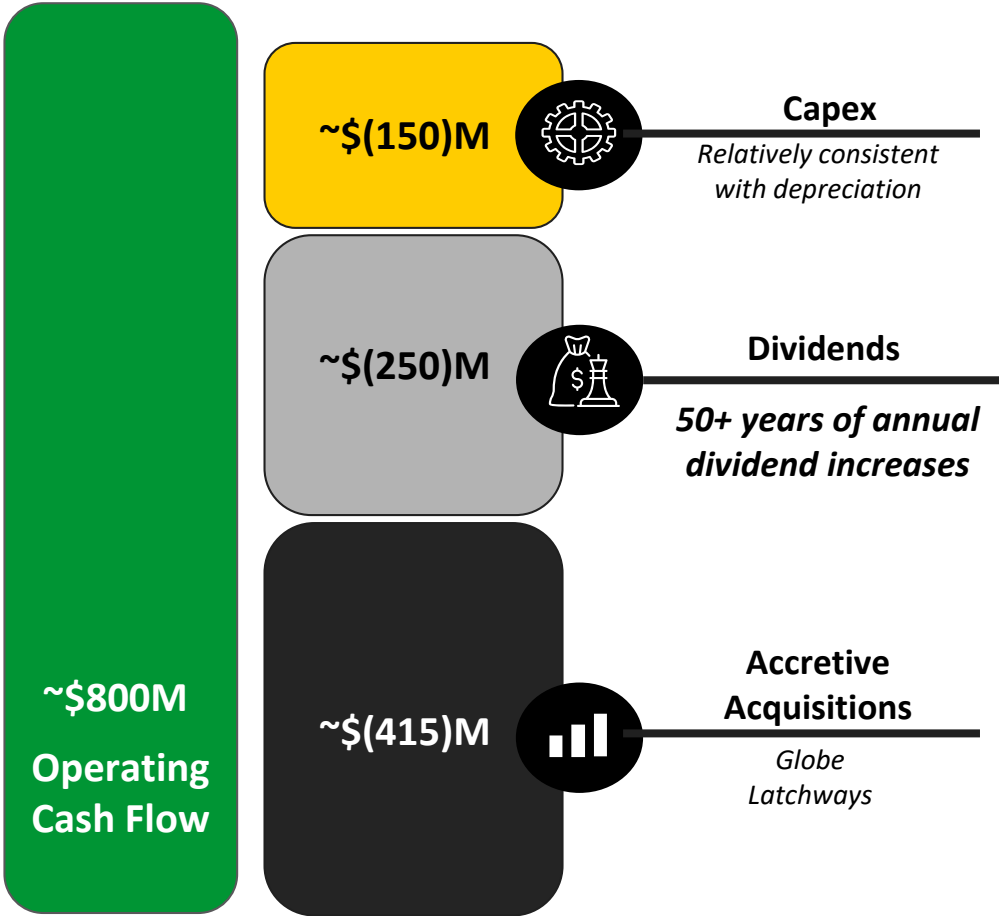 ~$(150)M
Capex
Relatively consistent
with depreciation
~$(250)M
$
Dividends
50+ years of annual
dividend increases
~$800M
Operating
Cash Flow
~$(415)M
Accretive
Acquisitions
Globe
Latchways